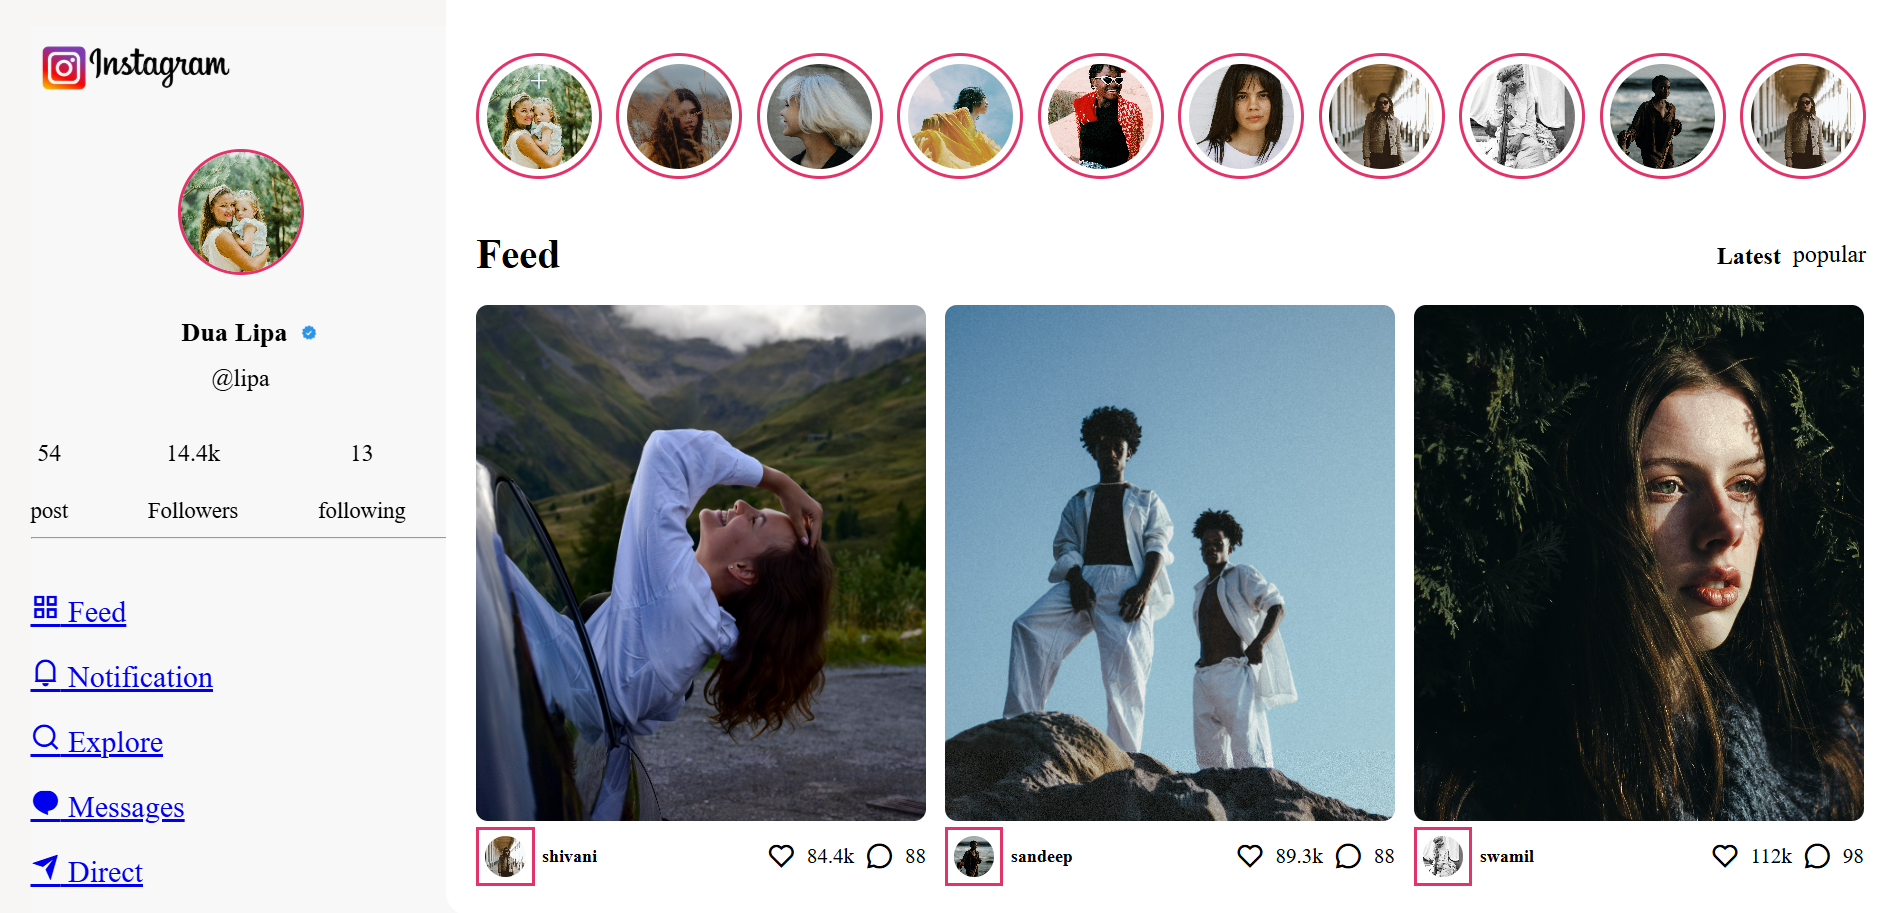 Instagram
Dua Lipa
@lipa
54 14.4k 13
post Followers following
Feed
Notification
Explore
Messages
Direct
Feed
Latest popular
shivani 84.4k 88
sandeep 89.3k 88
swamil 112k 98